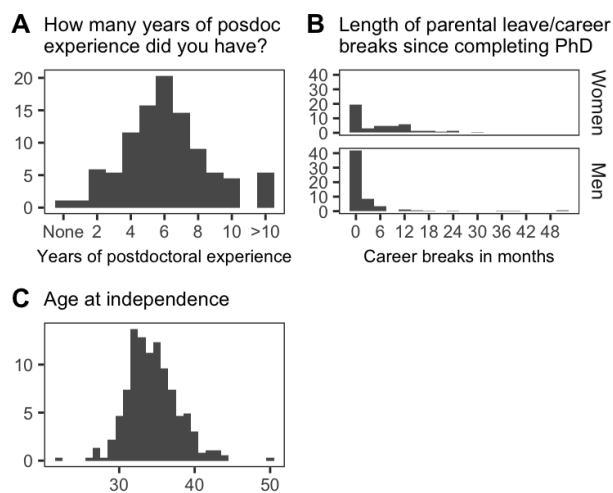 A How many years of posdoc
experience did you have?
20
15
10
5
0
None 2 4 6 8 10 >10
Years of postdoctoral experience
B Length of parental leave/career
breaks since completing PhD
40
30
20
10
0
Women
40
30
20
10
0
Men
0 6 12 18 24 30 36 42 48
Career breaks in months
C Age at independence
10
5
0
30 40 50